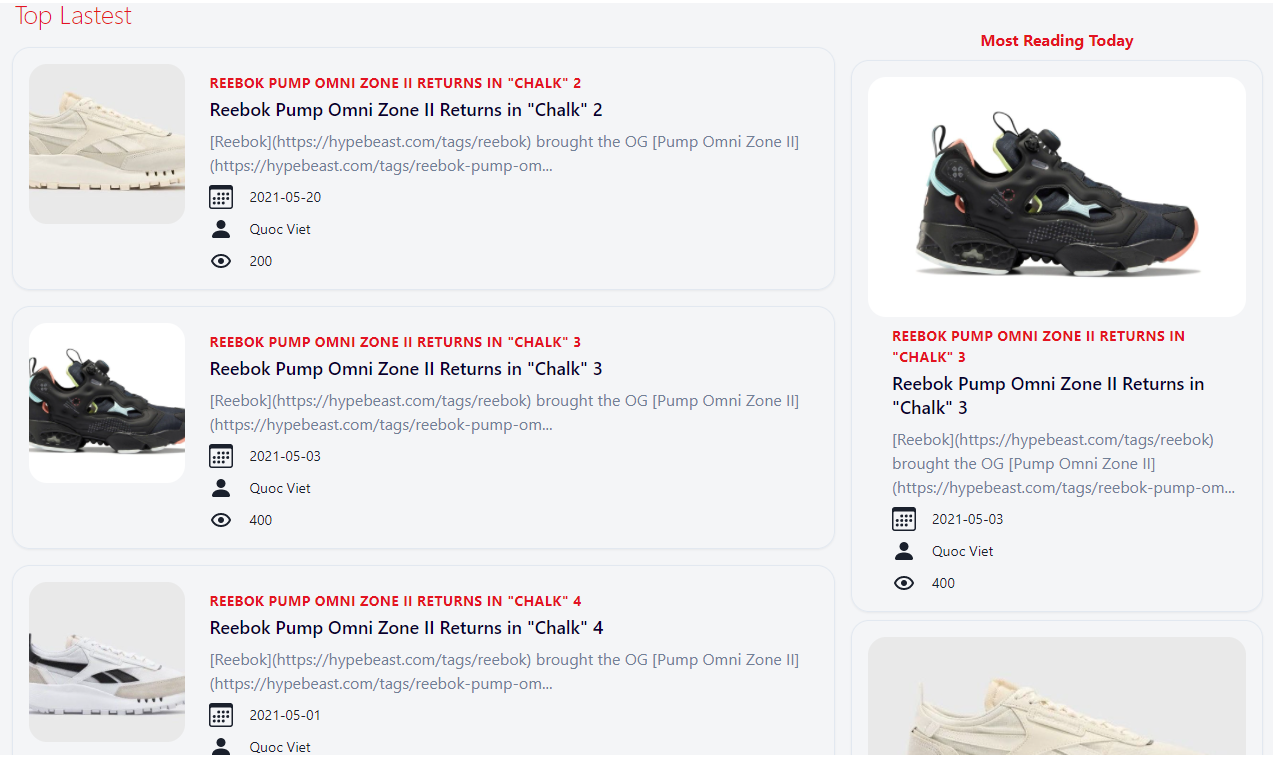 Top Lastest
REEBOK PUMP OMNI ZONE II RETURNS IN "CHALK" 2
Reebok Pump Omni Zone II Returns in "Chalk" 2
[Reebok](https://hypebeast.com/tags/reebok) brought the OG [Pump Omni Zone II]
(https://hypebeast.com/tags/reebok-pump-om...
2021-05-20
Quoc Viet
200
REEBOK PUMP OMNI ZONE II RETURNS IN "CHALK" 3
Reebok Pump Omni Zone II Returns in "Chalk" 3
[Reebok](https://hypebeast.com/tags/reebok) brought the OG [Pump Omni Zone II]
(https://hypebeast.com/tags/reebok-pump-om...
2021-05-03
Quoc Viet
400
REEBOK PUMP OMNI ZONE II RETURNS IN "CHALK" 4
Reebok Pump Omni Zone II Returns in "Chalk" 4
[Reebok](https://hypebeast.com/tags/reebok) brought the OG [Pump Omni Zone II]
(https://hypebeast.com/tags/reebok-pump-om...
2021-05-01
Quoc Viet
Most Reading Today
REEBOK PUMP OMNI ZONE II RETURNS IN
"CHALK" 3
Reebok Pump Omni Zone II Returns in
"Chalk" 3
[Reebok](https://hypebeast.com/tags/reebok)
brought the OG [Pump Omni Zone II]
(https://hypebeast.com/tags/reebok-pump-om...
2021-05-03
Quoc Viet
400